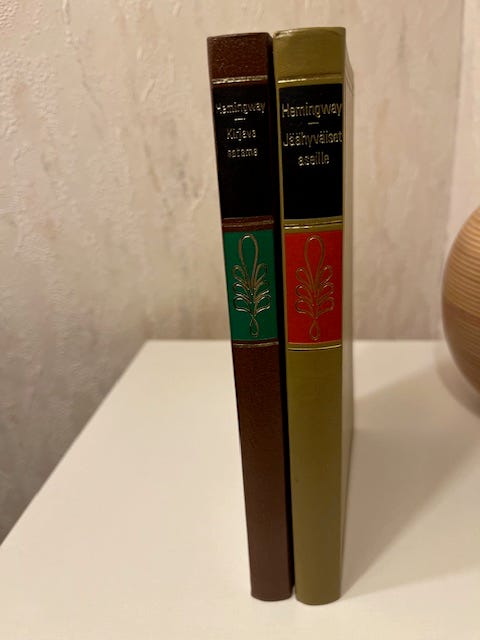 Hemingway
Kirjava
satama
Hemingway
Jäähyväiset
aseille